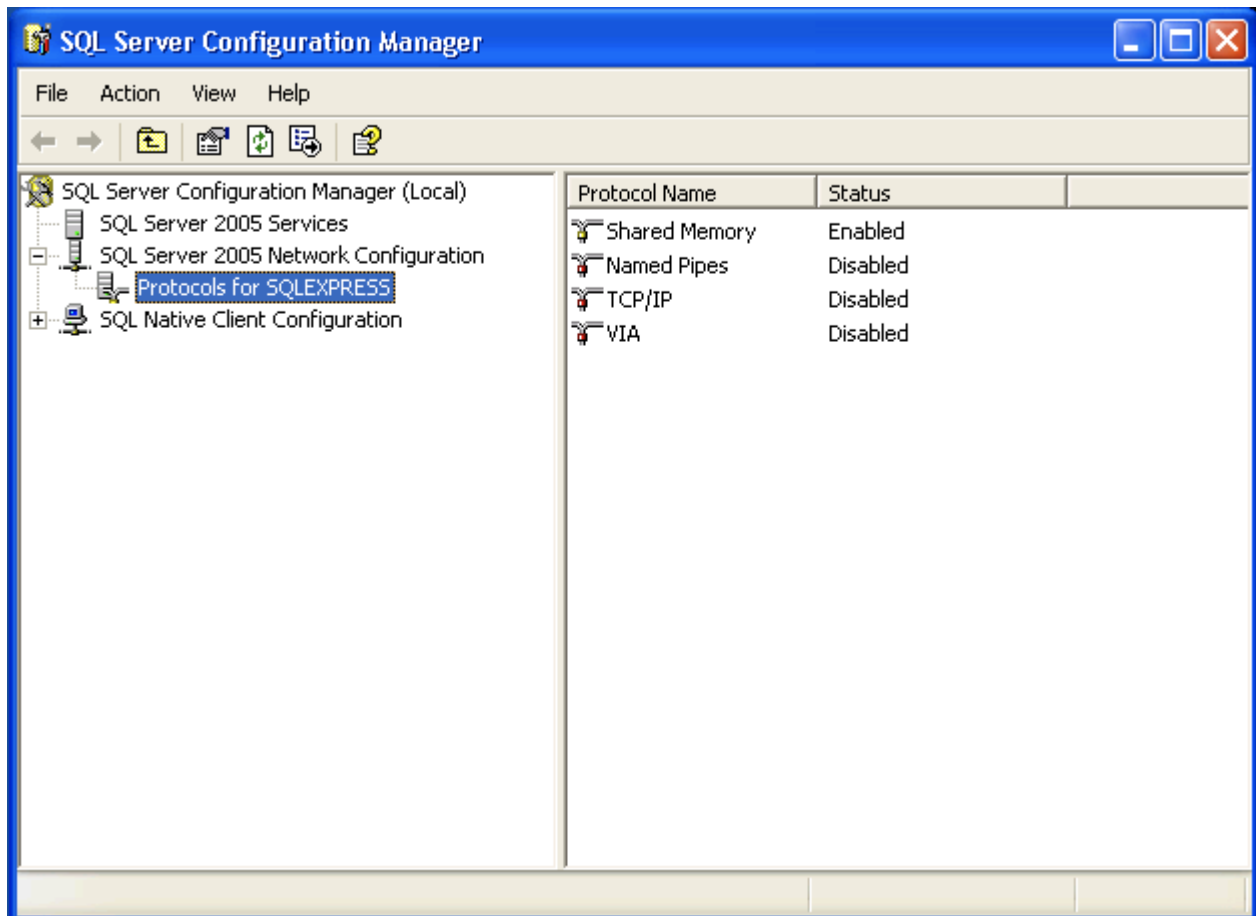 SQL Server Configuration Manager
File Action View Help
SQL Server Configuration Manager (Local)
SQL Server 2005 Services
SQL Server 2005 Network Configuration
Protocols for SQLEXPRESS
SQL Native Client Configuration
Protocol Name Status
Shared Memory Enabled
Named Pipes Disabled
TCP/IP Disabled
VIA Disabled